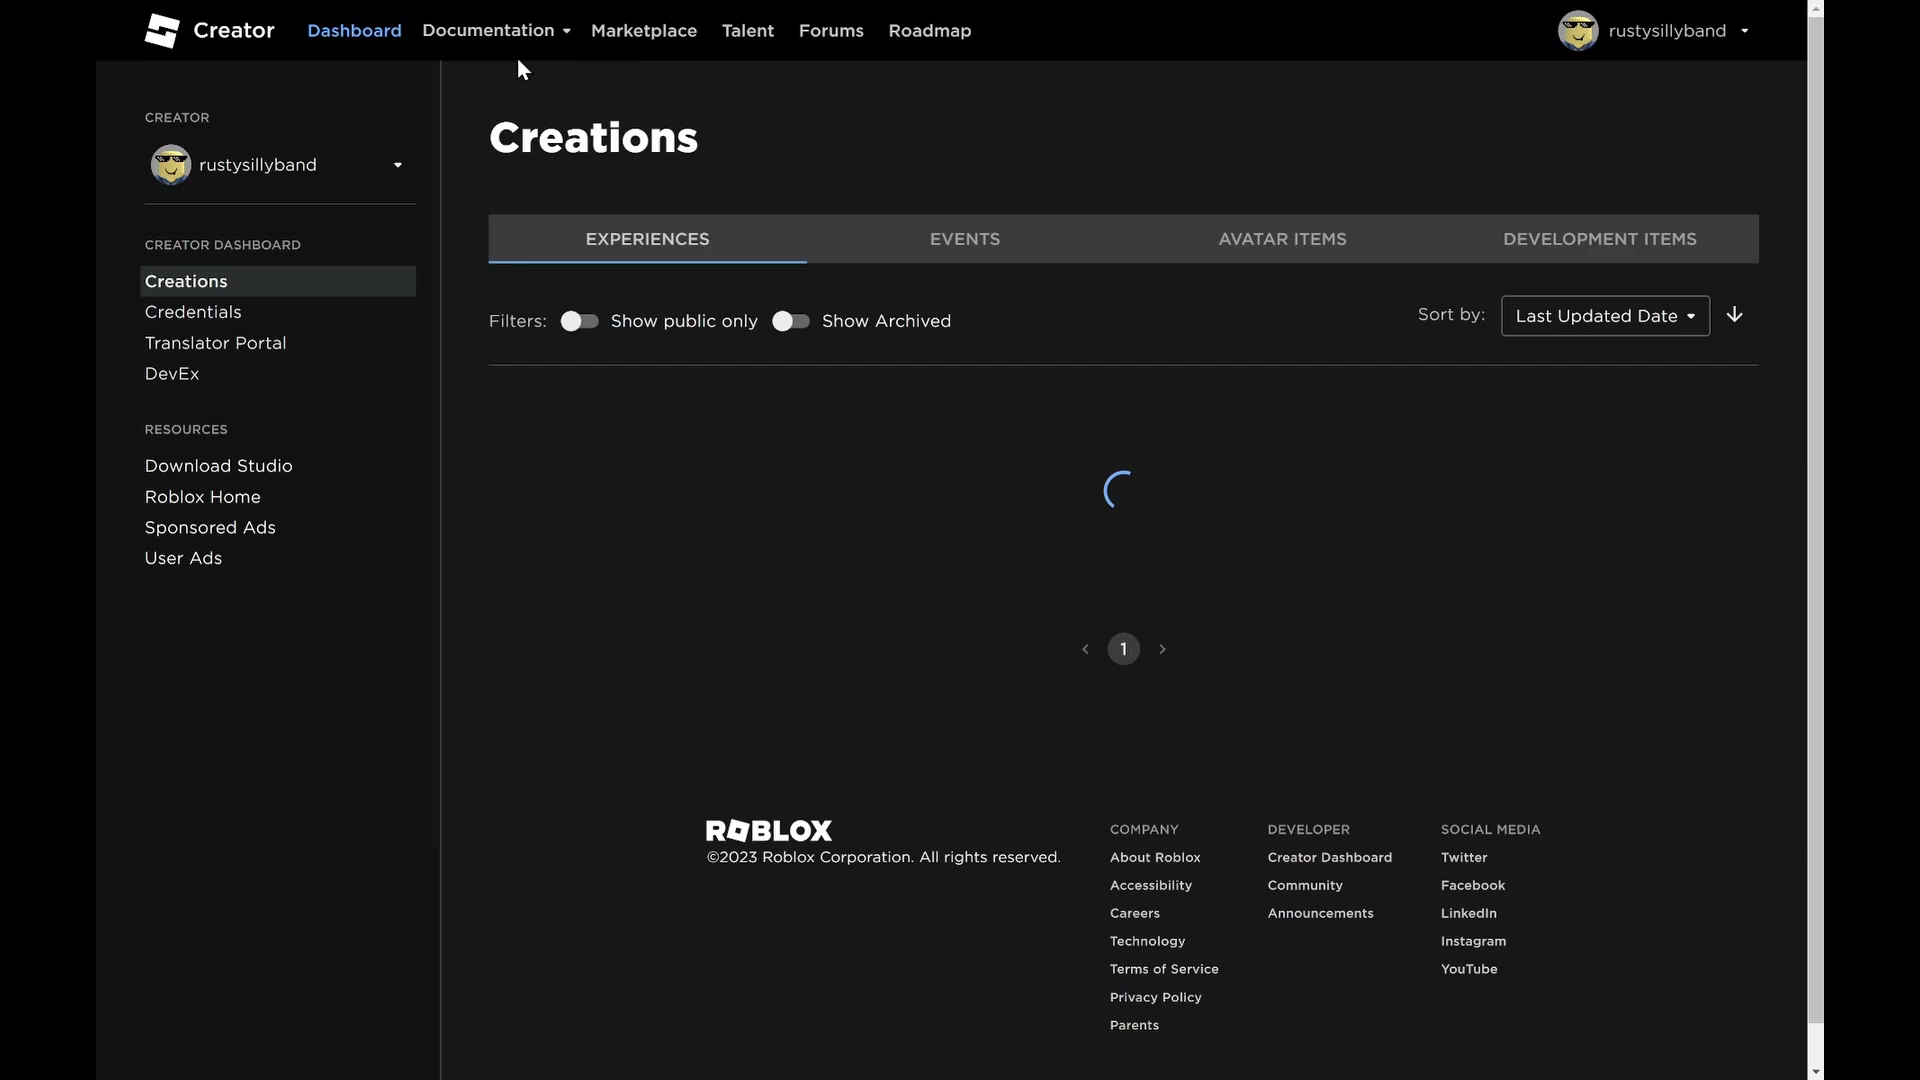 Creator Dashboard Documentation Marketplace Talent Forums Roadmap rustysillyband
CREATOR
rustysillyband
CREATOR DASHBOARD
Creations
Credentials
Translator Portal
DevEx
RESOURCES
Download Studio
Roblox Home
Sponsored Ads
User Ads
Creations
EXPERIENCES EVENTS AVATAR ITEMS DEVELOPMENT ITEMS
Filters: Show public only Show Archived Sort by: Last Updated Date
1
ROBLOX
©2023 Roblox Corporation. All rights reserved.
COMPANY
About Roblox
Accessibility
Careers
Technology
Terms of Service
Privacy Policy
Parents
DEVELOPER
Creator Dashboard
Community
Announcements
SOCIAL MEDIA
Twitter
Facebook
LinkedIn
Instagram
YouTube